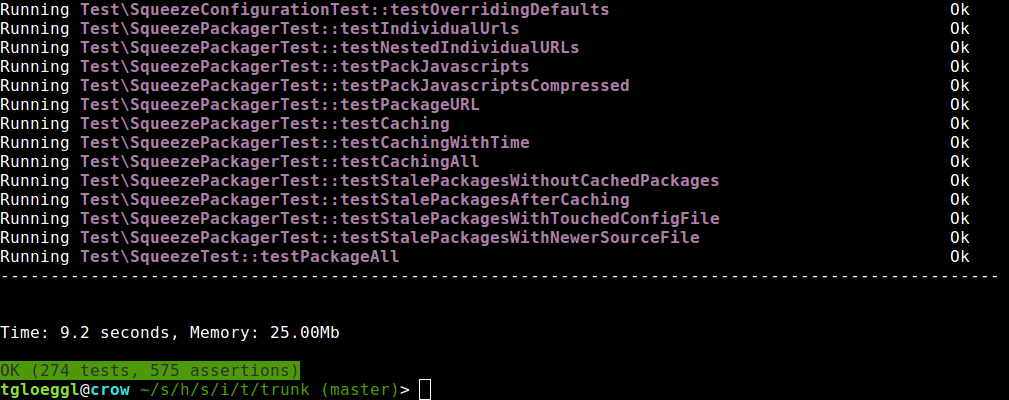 Running Test\SqueezeConfigurationTest::testOverridingDefaults Ok
Running Test\SqueezePackagerTest::testIndividualUrls Ok
Running Test\SqueezePackagerTest::testNestedIndividualURLs Ok
Running Test\SqueezePackagerTest::testPackJavascripts Ok
Running Test\SqueezePackagerTest::testPackJavascriptsCompressed Ok
Running Test\SqueezePackagerTest::testPackageURL Ok
Running Test\SqueezePackagerTest::testCaching Ok
Running Test\SqueezePackagerTest::testCachingWithTime Ok
Running Test\SqueezePackagerTest::testCachingAll Ok
Running Test\SqueezePackagerTest::testStalePackagesWithoutCachedPackages Ok
Running Test\SqueezePackagerTest::testStalePackagesAfterCaching Ok
Running Test\SqueezePackagerTest::testStalePackagesWithTouchedConfigFile Ok
Running Test\SqueezePackagerTest::testStalePackagesWithNewerSourceFile Ok
Running Test\SqueezeTest::testPackageAll Ok
----------------------------------------------------------------------------------------------------
Time: 9.2 seconds, Memory: 25.00Mb
OK (274 tests, 575 assertions)
tgloeggl@crow ~/s/h/s/i/t/trunk (master)>